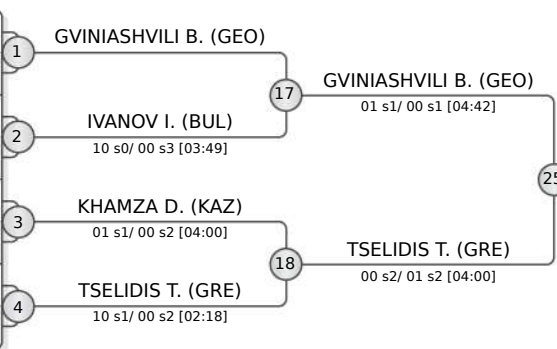 GVINIASHVILI B. (GEO)
1
17
GVINIASHVILI B. (GEO)
01 s1/ 00 s1 [04:42]
IVANOV I. (BUL)
2
10 s0/ 00 s3 [03:49]
25
KHAMZA D. (KAZ)
3
01 s1/ 00 s2 [04:00]
18
TSELIDIS T. (GRE)
00 s2/ 01 s2 [04:00]
TSELIDIS T. (GRE)
4
10 s1/ 00 s2 [02:18]